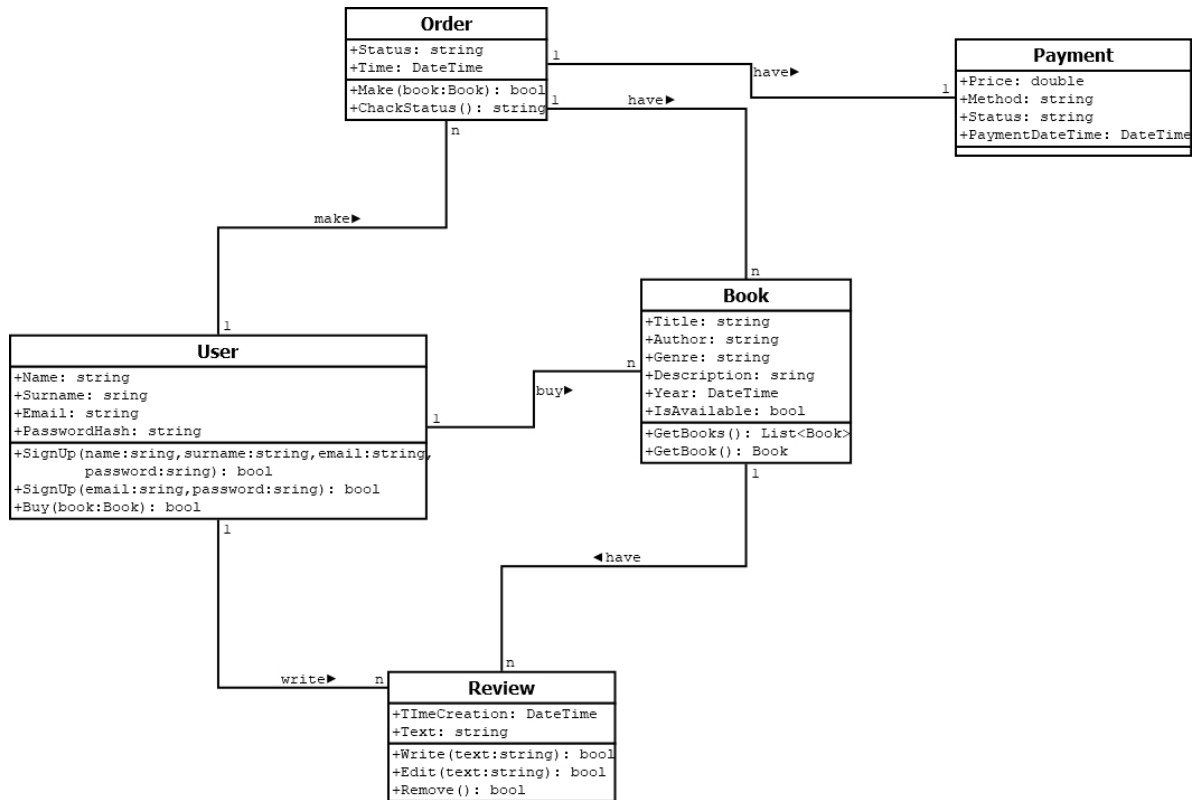 Order
+Status: string
+Time: DateTime
+Make(book:Book): bool
+ChackStatus(): string
1
have►
1
Payment
+Price: double
+Method: string
+Status: string
+PaymentDateTime: DateTime
1
have►
n
n
make►
1
User
+Name: string
+Surname: sring
+Email: string
+PasswordHash: string
+SignUp(name:sring,surname:string,email:string,
password:sring): bool
+SignUp(email:sring,password:sring): bool
+Buy(book:Book): bool
1
buy►
n
Book
+Title: string
+Author: string
+Genre: string
+Description: sring
+Year: DateTime
+IsAvailable: bool
+GetBooks(): List<Book>
+GetBook(): Book
1
◄have
n
1
write►
n
Review
+TImeCreation: DateTime
+Text: string
+Write(text:string): bool
+Edit(text:string): bool
+Remove(): bool